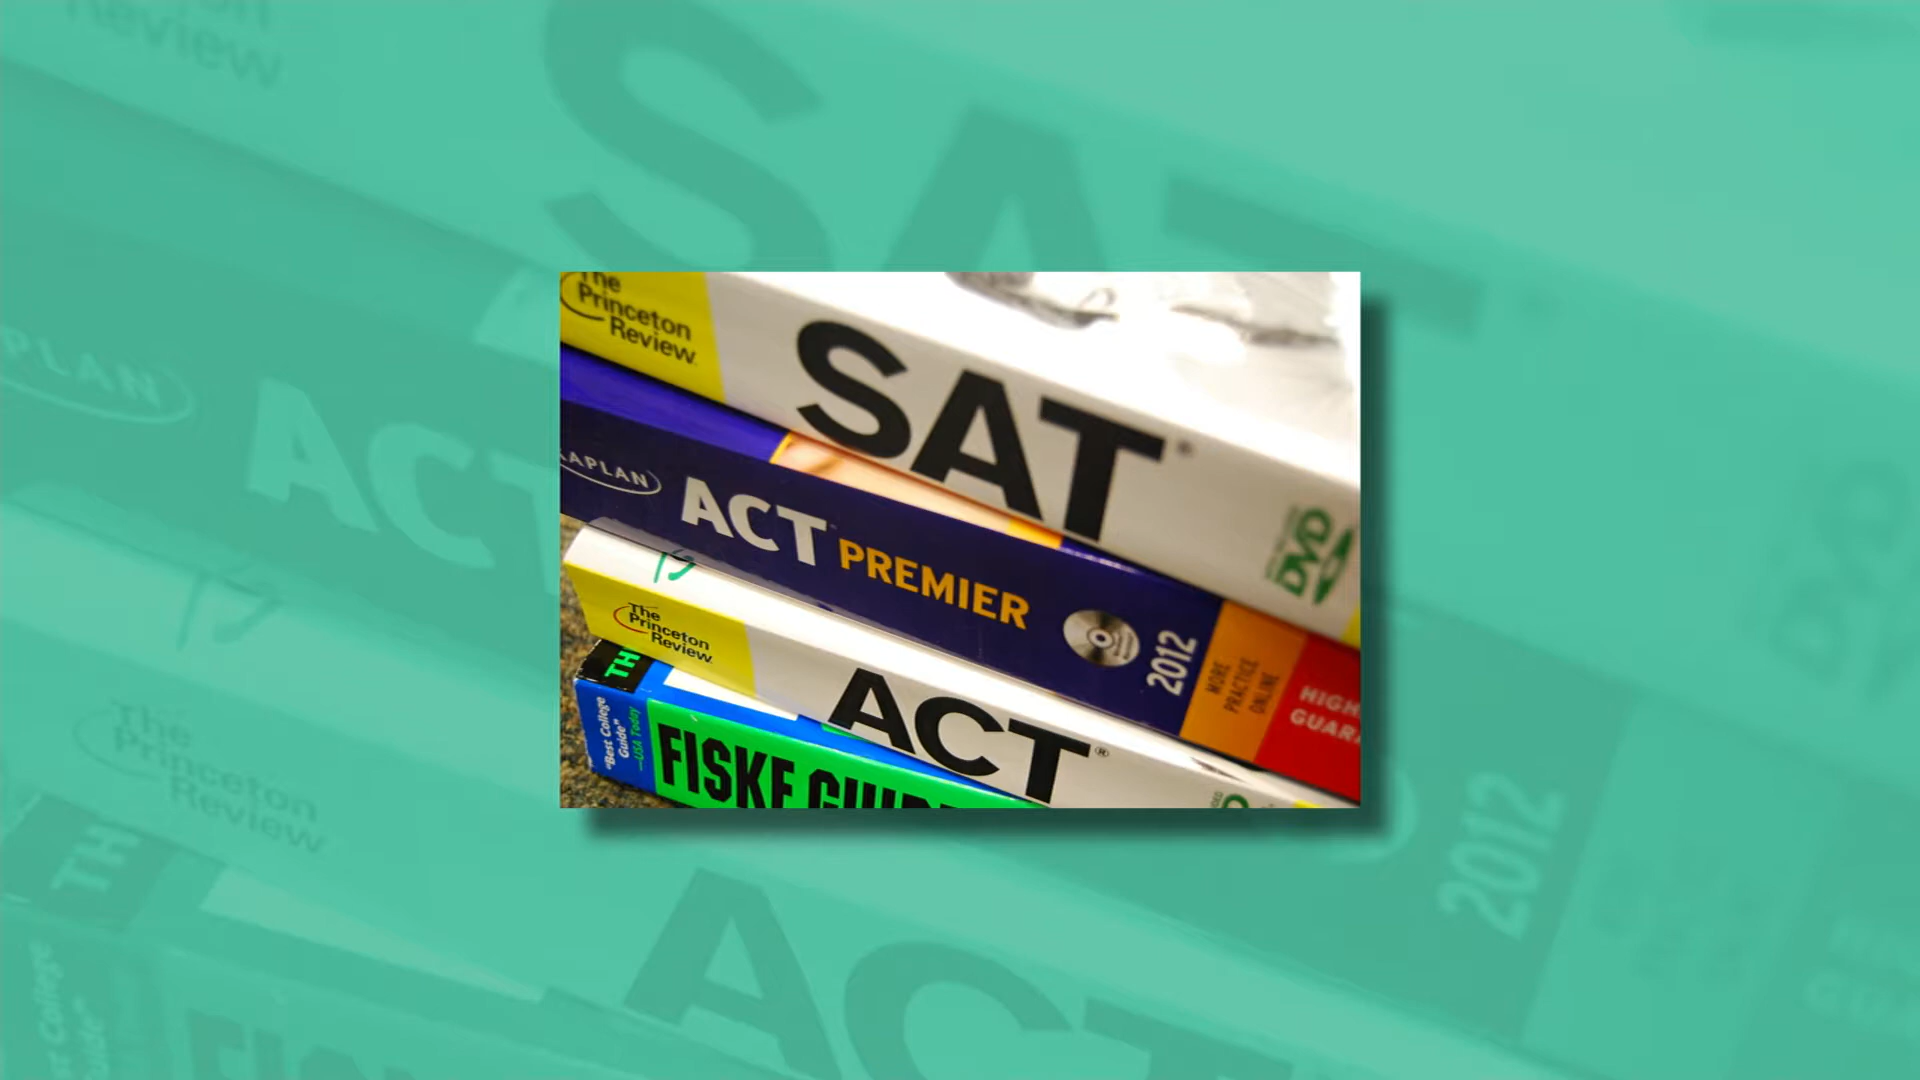 The
Princeton
Review
SAT®
DVD
KAPLAN
ACT PREMIER
2012
MORE
PRACTICE
ONLINE
HIGH
GUAR
The
Princeton
Review
ACT®
TH
"Best College
Guide"
—USA Today
FISKE GUIDE